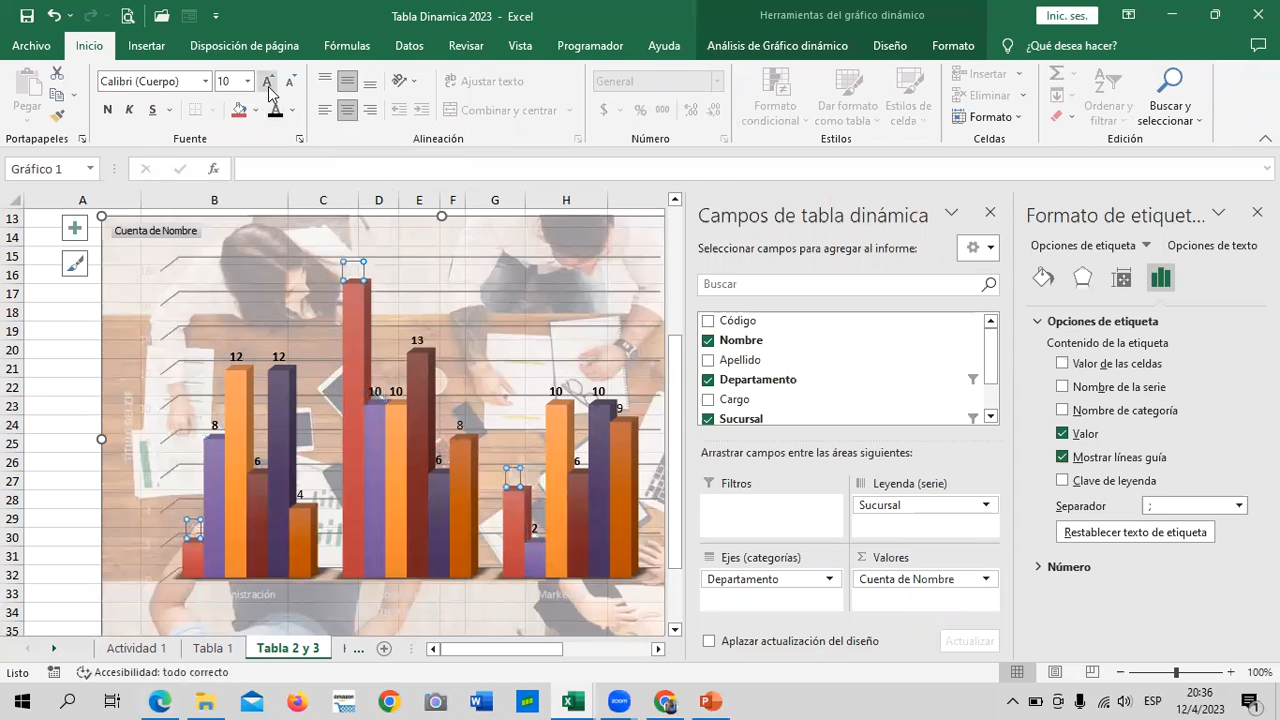 Tabla Dinamica 2023 - Excel
Herramientas del gráfico dinámico
Inic. ses.
Archivo Inicio Insertar Disposición de página Fórmulas Datos Revisar Vista Programador Ayuda Análisis de Gráfico dinámico Diseño Formato ¿Qué desea hacer?
Pegar
Calibri (Cuerpo) 10
N K S
Ajustar texto
Combinar y centrar
General
$ % 000
Formato condicional
Dar formato como tabla
Estilos de celda
Insertar
Eliminar
Formato
Ordenar y filtrar
Buscar y seleccionar
Portapapeles Fuente Alineación Número Estilos Celdas Edición
Gráfico 1 fx
A B C D E F G H
13
14
15
16
17
18
19
20
21
22
23
24
25
26
27
28
29
30
31
32
33
34
35
Cuenta de Nombre
8 12 6 12 4
10 10 13 6 8
2 10 6 10 9
Campos de tabla dinámica
Seleccionar campos para agregar al informe:
Buscar
Código
Nombre
Apellido
Departamento
Cargo
Sucursal
Arrastrar campos entre las áreas siguientes:
Filtros
Leyenda (serie)
Sucursal
Ejes (categorías)
Valores
Departamento
Cuenta de Nombre
Aplazar actualización del diseño
Actualizar
Formato de etiquet...
Opciones de etiqueta Opciones de texto
Opciones de etiqueta
Contenido de la etiqueta
Valor de las celdas
Nombre de la serie
Nombre de categoría
Valor
Mostrar líneas guía
Clave de leyenda
Separador ;
Restablecer texto de etiqueta
Número
Actividad 1 Tabla 1 Tabla 2 y 3 ...
Listo Accesibilidad: todo correcto 100%
ESP
20:36
12/4/2023